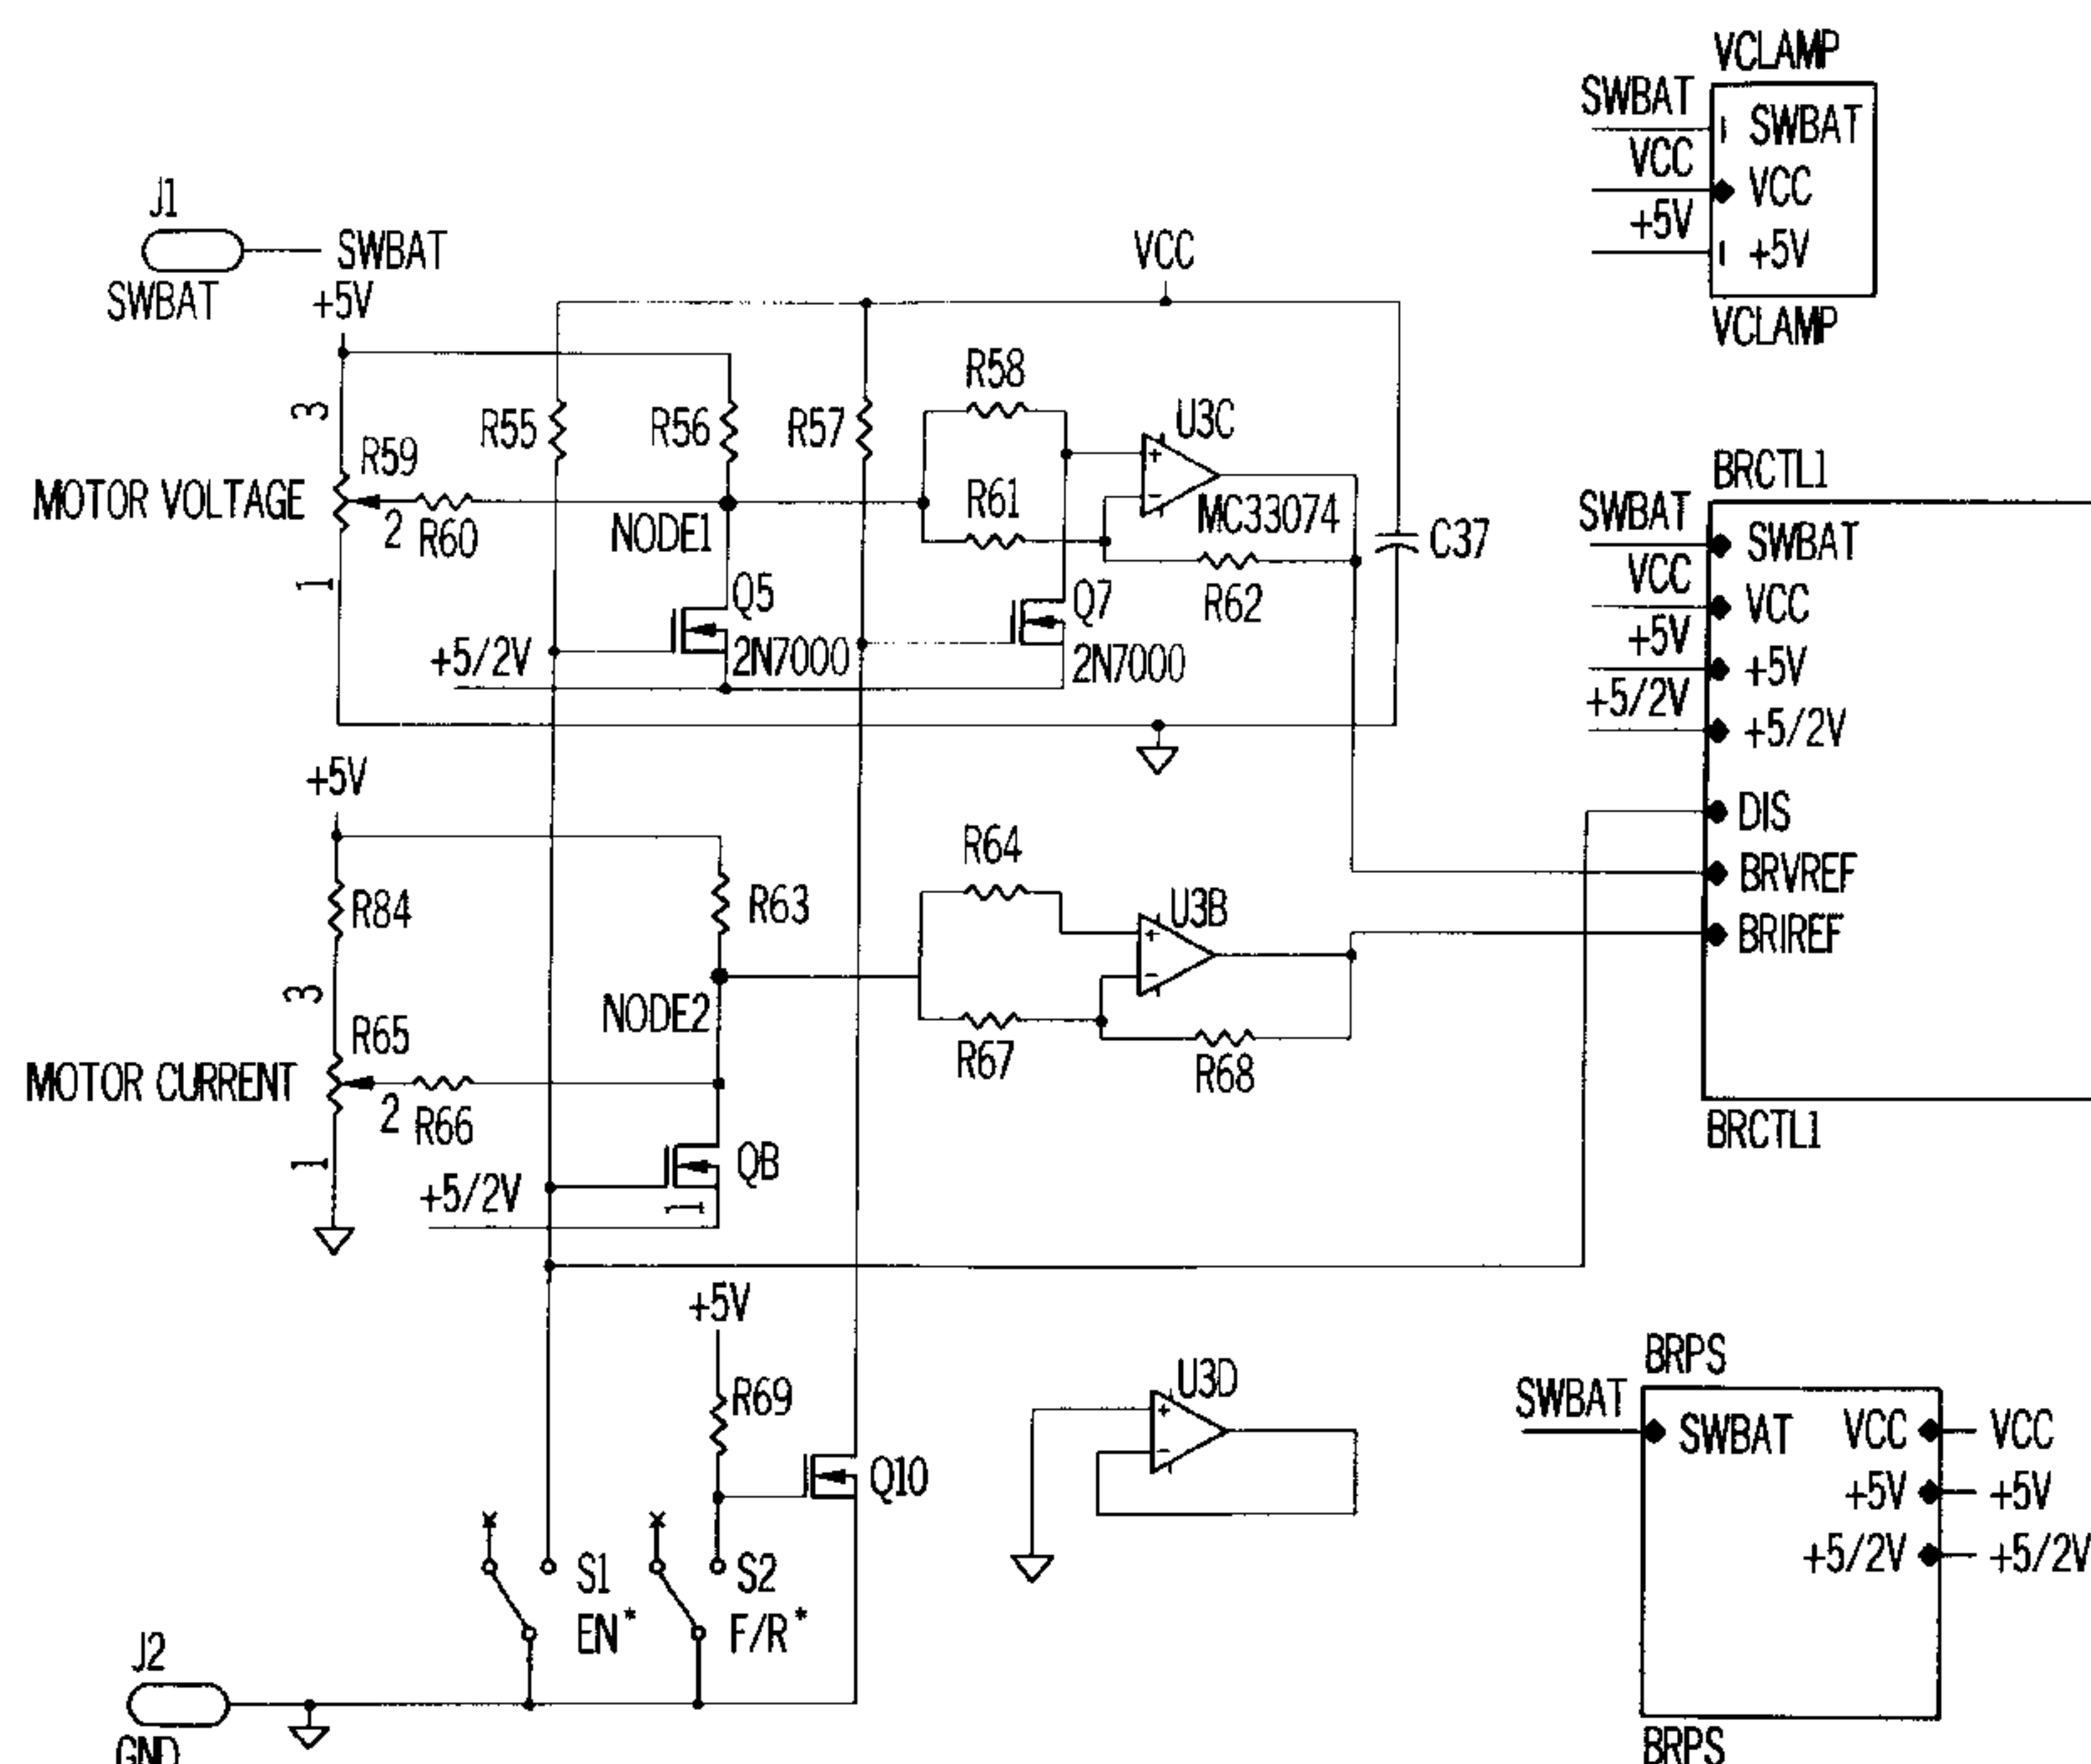 VCLAMP
SWBAT
SWBAT
VCC
VCC
+5V
+5V
VCLAMP
J1
SWBAT
SWBAT
+5V
VCC
3
R59
MOTOR VOLTAGE
2
R60
1
R55
R56
R57
R58
R61
U3C
MC33074
R62
C37
NODE1
Q5
2N7000
+5/2V
Q7
2N7000
BRCTL1
SWBAT
SWBAT
VCC
VCC
+5V
+5V
+5/2V
+5/2V
DIS
BRVREF
BRIREF
BRCTL1
+5V
R84
3
R65
MOTOR CURRENT
2
R66
1
R63
NODE2
R64
U3B
R67
R68
QB
+5/2V
1
+5V
R69
Q10
U3D
S1
EN*
S2
F/R*
J2
GND
BRPS
SWBAT
SWBAT
VCC
VCC
+5V
+5V
+5/2V
+5/2V
BRPS